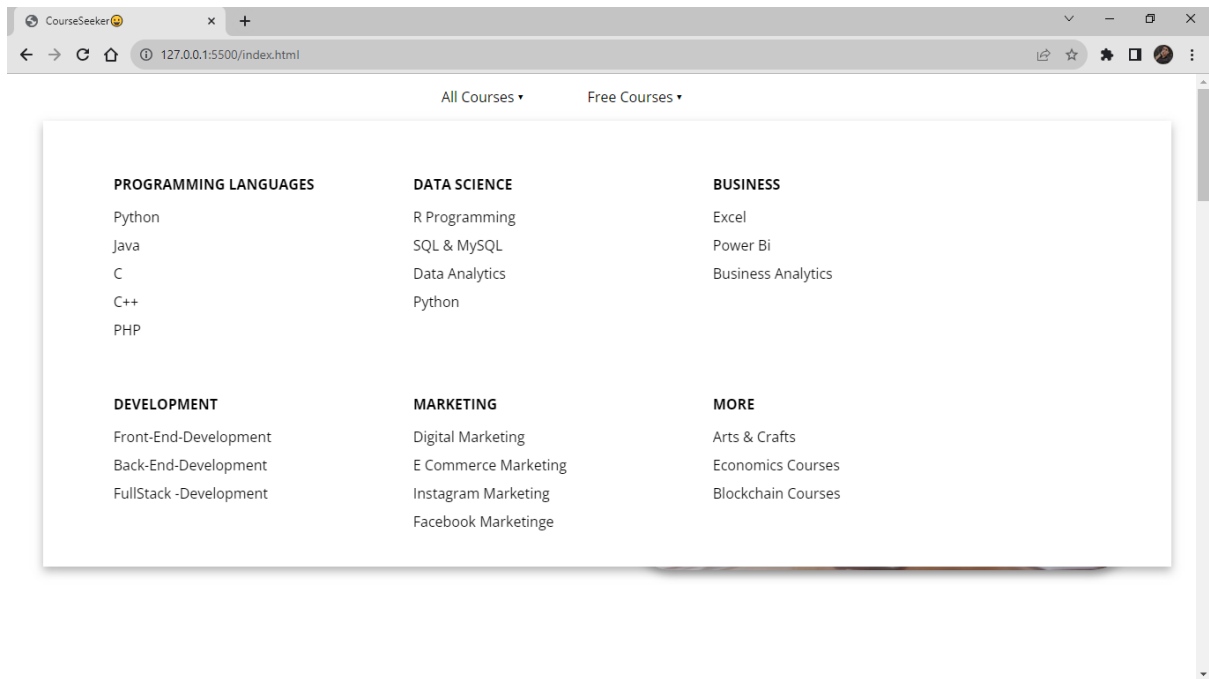 CourseSeeker😄
127.0.0.1:5500/index.html
All Courses ▾ Free Courses ▾
PROGRAMMING LANGUAGES
Python
Java
C
C++
PHP
DATA SCIENCE
R Programming
SQL & MySQL
Data Analytics
Python
BUSINESS
Excel
Power Bi
Business Analytics
DEVELOPMENT
Front-End-Development
Back-End-Development
FullStack -Development
MARKETING
Digital Marketing
E Commerce Marketing
Instagram Marketing
Facebook Marketinge
MORE
Arts & Crafts
Economics Courses
Blockchain Courses